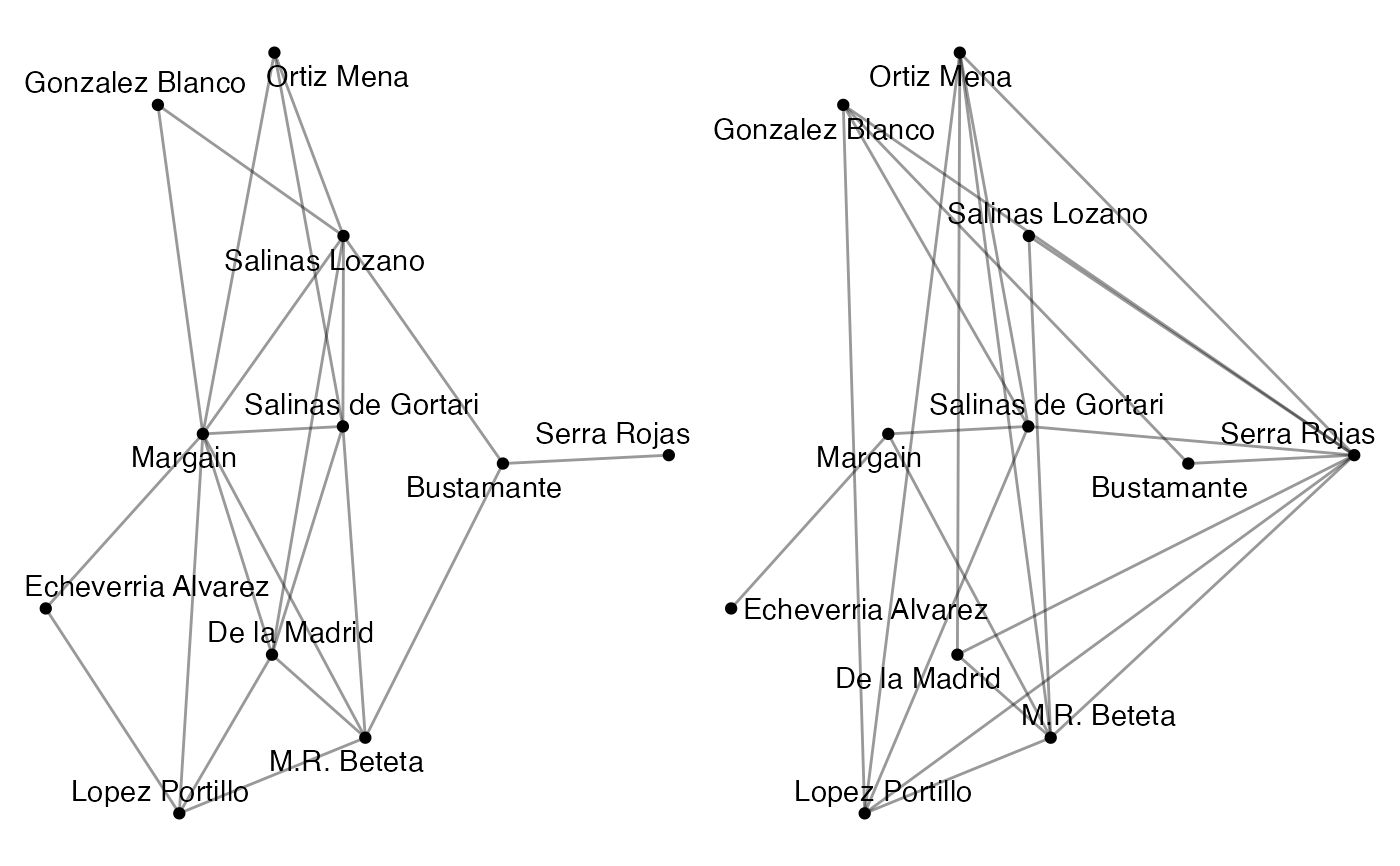 Ortiz Mena
Gonzalez Blanco
Salinas Lozano
Salinas de Gortari
Serra Rojas
Margain
Bustamante
Echeverria Alvarez
De la Madrid
M.R. Beteta
Lopez Portillo
Ortiz Mena
Gonzalez Blanco
Salinas Lozano
Salinas de Gortari
Serra Rojas
Margain
Bustamante
Echeverria Alvarez
De la Madrid
M.R. Beteta
Lopez Portillo